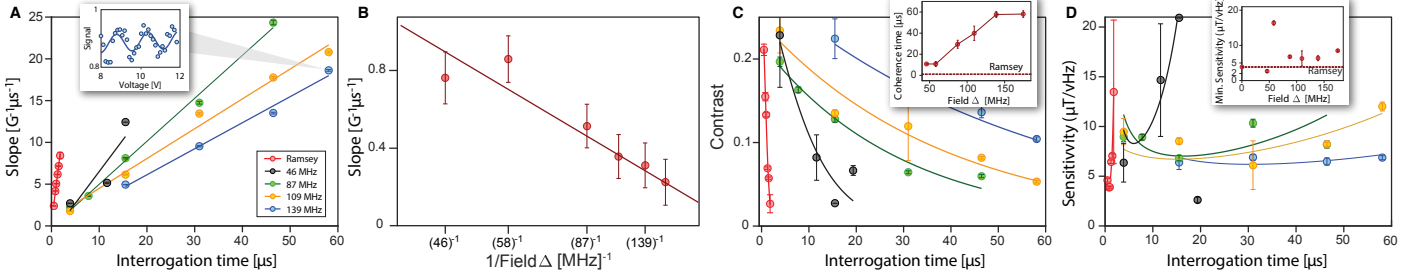 A
Slope [G⁻¹µs⁻¹]
25
20
15
10
5
0
0
10
20
30
40
50
60
Interrogation time [µs]
Signal
1
0.8
8
10
12
Voltage [V]
Ramsey
46 MHz
87 MHz
109 MHz
139 MHz
B
Slope [G⁻¹µs⁻¹]
0.8
0.4
0
(46)⁻¹
(58)⁻¹
(87)⁻¹
(139)⁻¹
1/Field Δ [MHz]⁻¹
C
Contrast
0.2
0.1
0
0
10
20
30
40
50
60
Interrogation time [µs]
Coherence time [µs]
60
40
20
0
50
100
150
Field Δ [MHz]
Ramsey
D
Sensitivvity (µT/√Hz)
20
15
10
5
0
0
10
20
30
40
50
60
Interrogation time [µs]
Min. Sensitivity (µT/√Hz)
20
10
5
2
0
0
50
100
150
Field Δ [MHz]
Ramsey